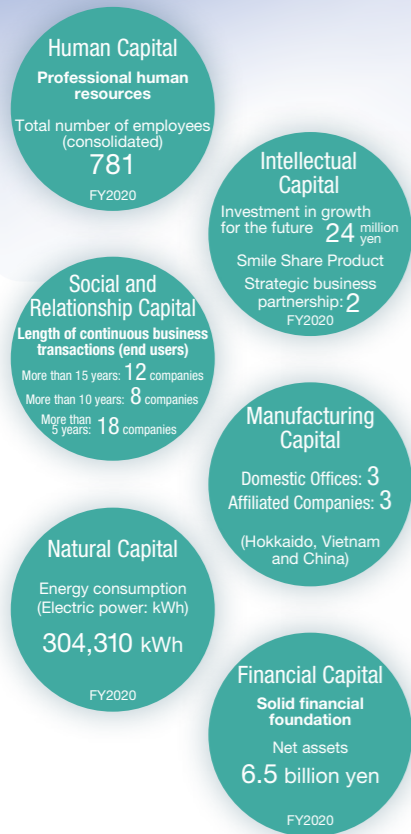 Human Capital
Professional human
resources
Total number of employees
(consolidated)
781
FY2020
Intellectual
Capital
Investment in growth
for the future 24 million yen
Smile Share Product
Strategic business
partnership: 2
FY2020
Social and
Relationship Capital
Length of continuous business
transactions (end users)
More than 15 years: 12 companies
More than 10 years: 8 companies
More than
5 years: 18 companies
Manufacturing
Capital
Domestic Offices: 3
Affiliated Companies: 3
(Hokkaido, Vietnam
and China)
Natural Capital
Energy consumption
(Electric power: kWh)
304,310 kWh
FY2020
Financial Capital
Solid financial
foundation
Net assets
6.5 billion yen
FY2020